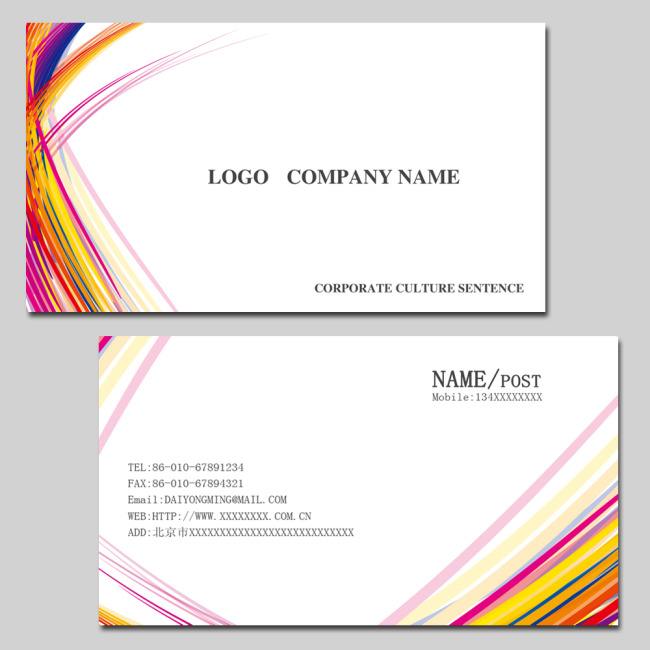 LOGO COMPANY NAME
CORPORATE CULTURE SENTENCE
NAME/POST
Mobile:134XXXXXXXX
TEL:86-010-67891234
FAX:86-010-67894321
Email:DAIYONGMING@MAIL.COM
WEB:HTTP://WWW.XXXXXXXX.COM.CN
ADD:北京市XXXXXXXXXXXXXXXXXXXXXXXXXXX